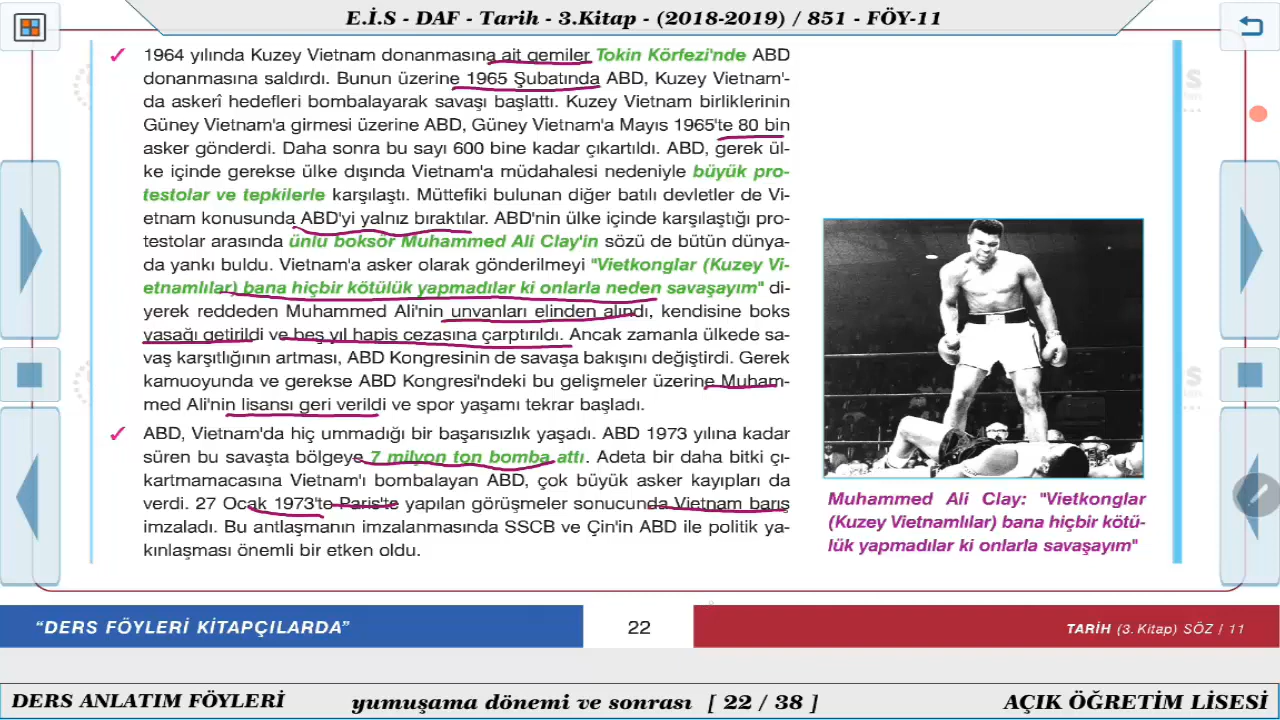 E.İ.S - DAF - Tarih - 3.Kitap - (2018-2019) / 851 - FÖY-11
✓ 1964 yılında Kuzey Vietnam donanmasına ait gemiler Tokin Körfezi'nde ABD
donanmasına saldırdı. Bunun üzerine 1965 Şubatında ABD, Kuzey Vietnam'-
da askerî hedefleri bombalayarak savaşı başlattı. Kuzey Vietnam birliklerinin
Güney Vietnam'a girmesi üzerine ABD, Güney Vietnam'a Mayıs 1965'te 80 bin
asker gönderdi. Daha sonra bu sayı 600 bine kadar çıkartıldı. ABD, gerek ül-
ke içinde gerekse ülke dışında Vietnam'a müdahalesi nedeniyle büyük pro-
testolar ve tepkilerle karşılaştı. Müttefiki bulunan diğer batılı devletler de Vi-
etnam konusunda ABD'yi yalnız bıraktılar. ABD'nin ülke içinde karşılaştığı pro-
testolar arasında ünlü boksör Muhammed Ali Clay'in sözü de bütün dünya-
da yankı buldu. Vietnam'a asker olarak gönderilmeyi "Vietkonglar (Kuzey Vi-
etnamlılar) bana hiçbir kötülük yapmadılar ki onlarla neden savaşayım" di-
yerek reddeden Muhammed Ali'nin unvanları elinden alındı, kendisine boks
yasağı getirildi ve beş yıl hapis cezasına çarptırıldı. Ancak zamanla ülkede sa-
vaş karşıtlığının artması, ABD Kongresinin de savaşa bakışını değiştirdi. Gerek
kamuoyunda ve gerekse ABD Kongresi'ndeki bu gelişmeler üzerine Muham-
med Ali'nin lisansı geri verildi ve spor yaşamı tekrar başladı.
✓ ABD, Vietnam'da hiç ummadığı bir başarısızlık yaşadı. ABD 1973 yılına kadar
süren bu savaşta bölgeye 7 milyon ton bomba attı. Adeta bir daha bitki çı-
kartmamacasına Vietnam'ı bombalayan ABD, çok büyük asker kayıpları da
verdi. 27 Ocak 1973'te Paris'te yapılan görüşmeler sonucunda Vietnam barış
imzaladı. Bu antlaşmanın imzalanmasında SSCB ve Çin'in ABD ile politik ya-
kınlaşması önemli bir etken oldu.
Muhammed Ali Clay: "Vietkonglar
(Kuzey Vietnamlılar) bana hiçbir kötü-
lük yapmadılar ki onlarla savaşayım"
"DERS FÖYLERİ KİTAPÇILARDA"
22
TARİH (3. Kitap) SÖZ / 11
DERS ANLATIM FÖYLERİ
yumuşama dönemi ve sonrası [ 22 / 38 ]
AÇIK ÖĞRETİM LİSESİ